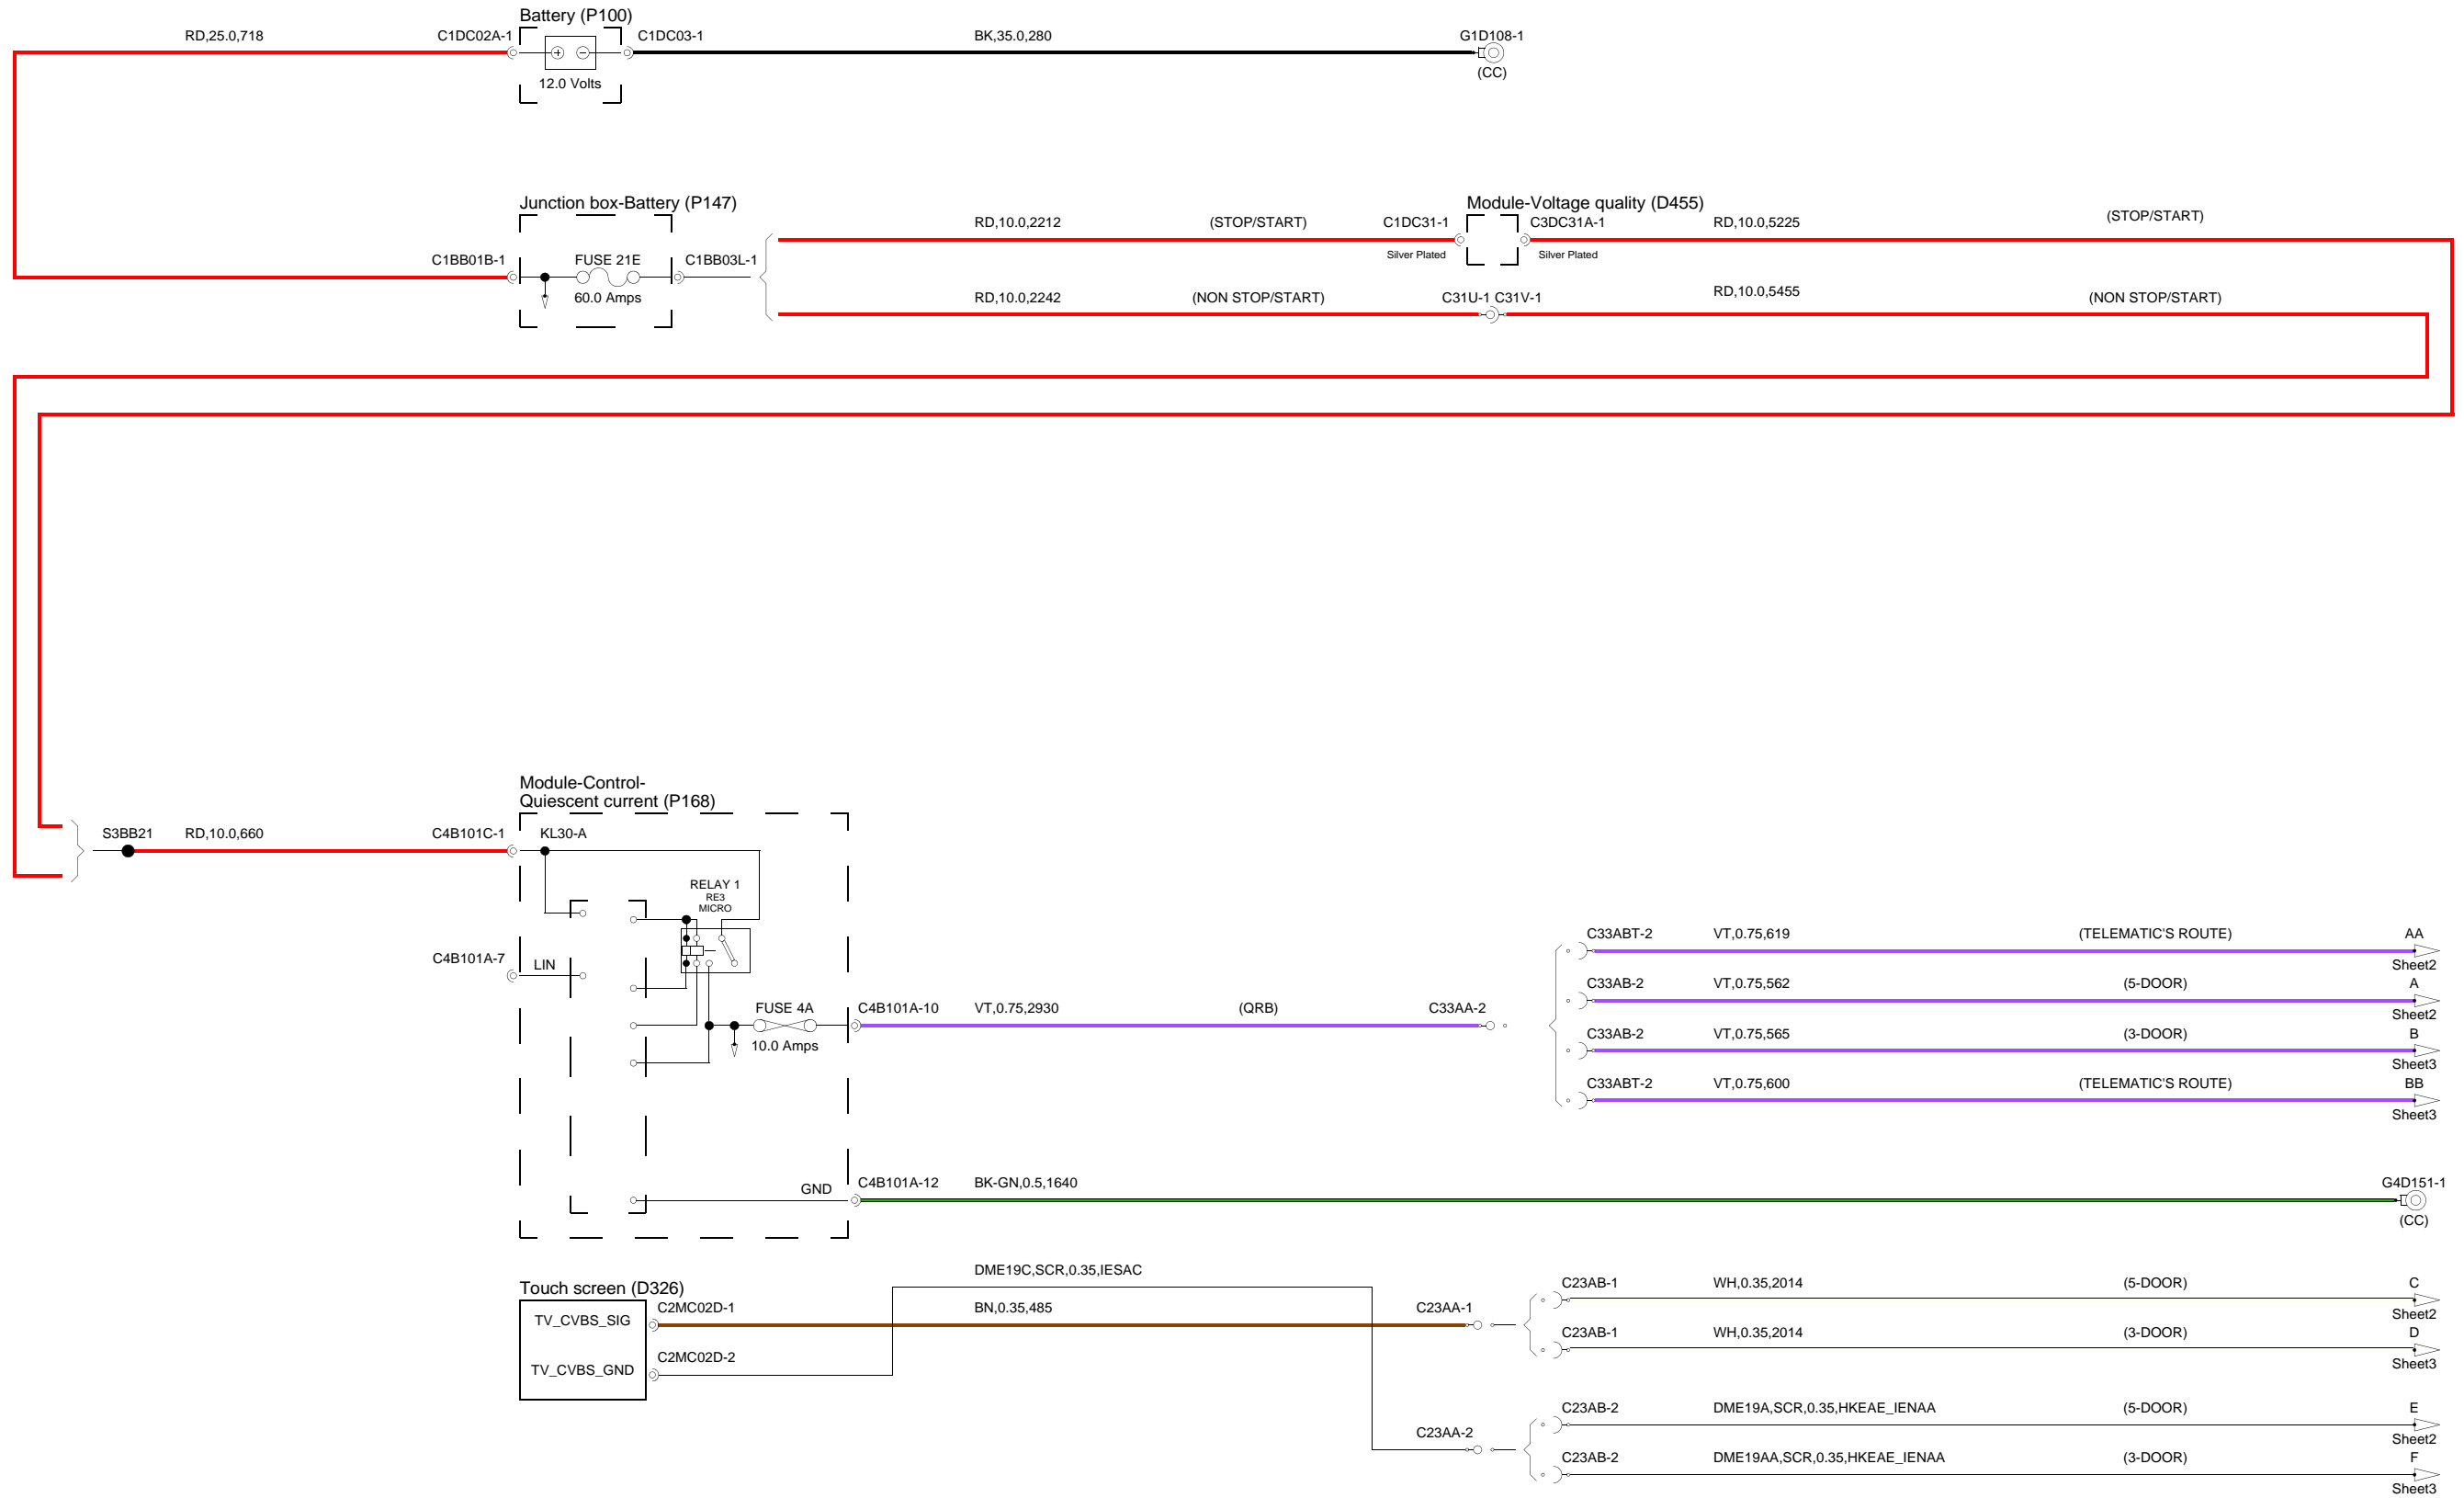 Battery (P100)
RD,25.0,718
C1DC02A-1
C1DC03-1
BK,35.0,280
G1D108-1
12.0 Volts
(CC)
Junction box-Battery (P147)
Module-Voltage quality (D455)
RD,10.0,2212
(STOP/START)
C1DC31-1
C3DC31A-1
RD,10.0,5225
(STOP/START)
Silver Plated
Silver Plated
C1BB01B-1
FUSE 21E
C1BB03L-1
60.0 Amps
RD,10.0,2242
(NON STOP/START)
C31U-1 C31V-1
RD,10.0,5455
(NON STOP/START)
Module-Control-
Quiescent current (P168)
S3BB21
RD,10.0,660
C4B101C-1
KL30-A
RELAY 1
RE3
MICRO
C4B101A-7
LIN
FUSE 4A
10.0 Amps
C4B101A-10
VT,0.75,2930
(QRB)
C33AA-2
C33ABT-2
VT,0.75,619
(TELEMATIC'S ROUTE)
AA
Sheet2
C33AB-2
VT,0.75,562
(5-DOOR)
A
Sheet2
C33AB-2
VT,0.75,565
(3-DOOR)
B
Sheet3
C33ABT-2
VT,0.75,600
(TELEMATIC'S ROUTE)
BB
Sheet3
GND
C4B101A-12
BK-GN,0.5,1640
G4D151-1
(CC)
Touch screen (D326)
DME19C,SCR,0.35,IESAC
TV_CVBS_SIG
C2MC02D-1
BN,0.35,485
C23AA-1
C23AB-1
WH,0.35,2014
(5-DOOR)
C
Sheet2
C23AB-1
WH,0.35,2014
(3-DOOR)
D
Sheet3
TV_CVBS_GND
C2MC02D-2
C23AA-2
C23AB-2
DME19A,SCR,0.35,HKEAE_IENAA
(5-DOOR)
E
Sheet2
C23AB-2
DME19AA,SCR,0.35,HKEAE_IENAA
(3-DOOR)
F
Sheet3